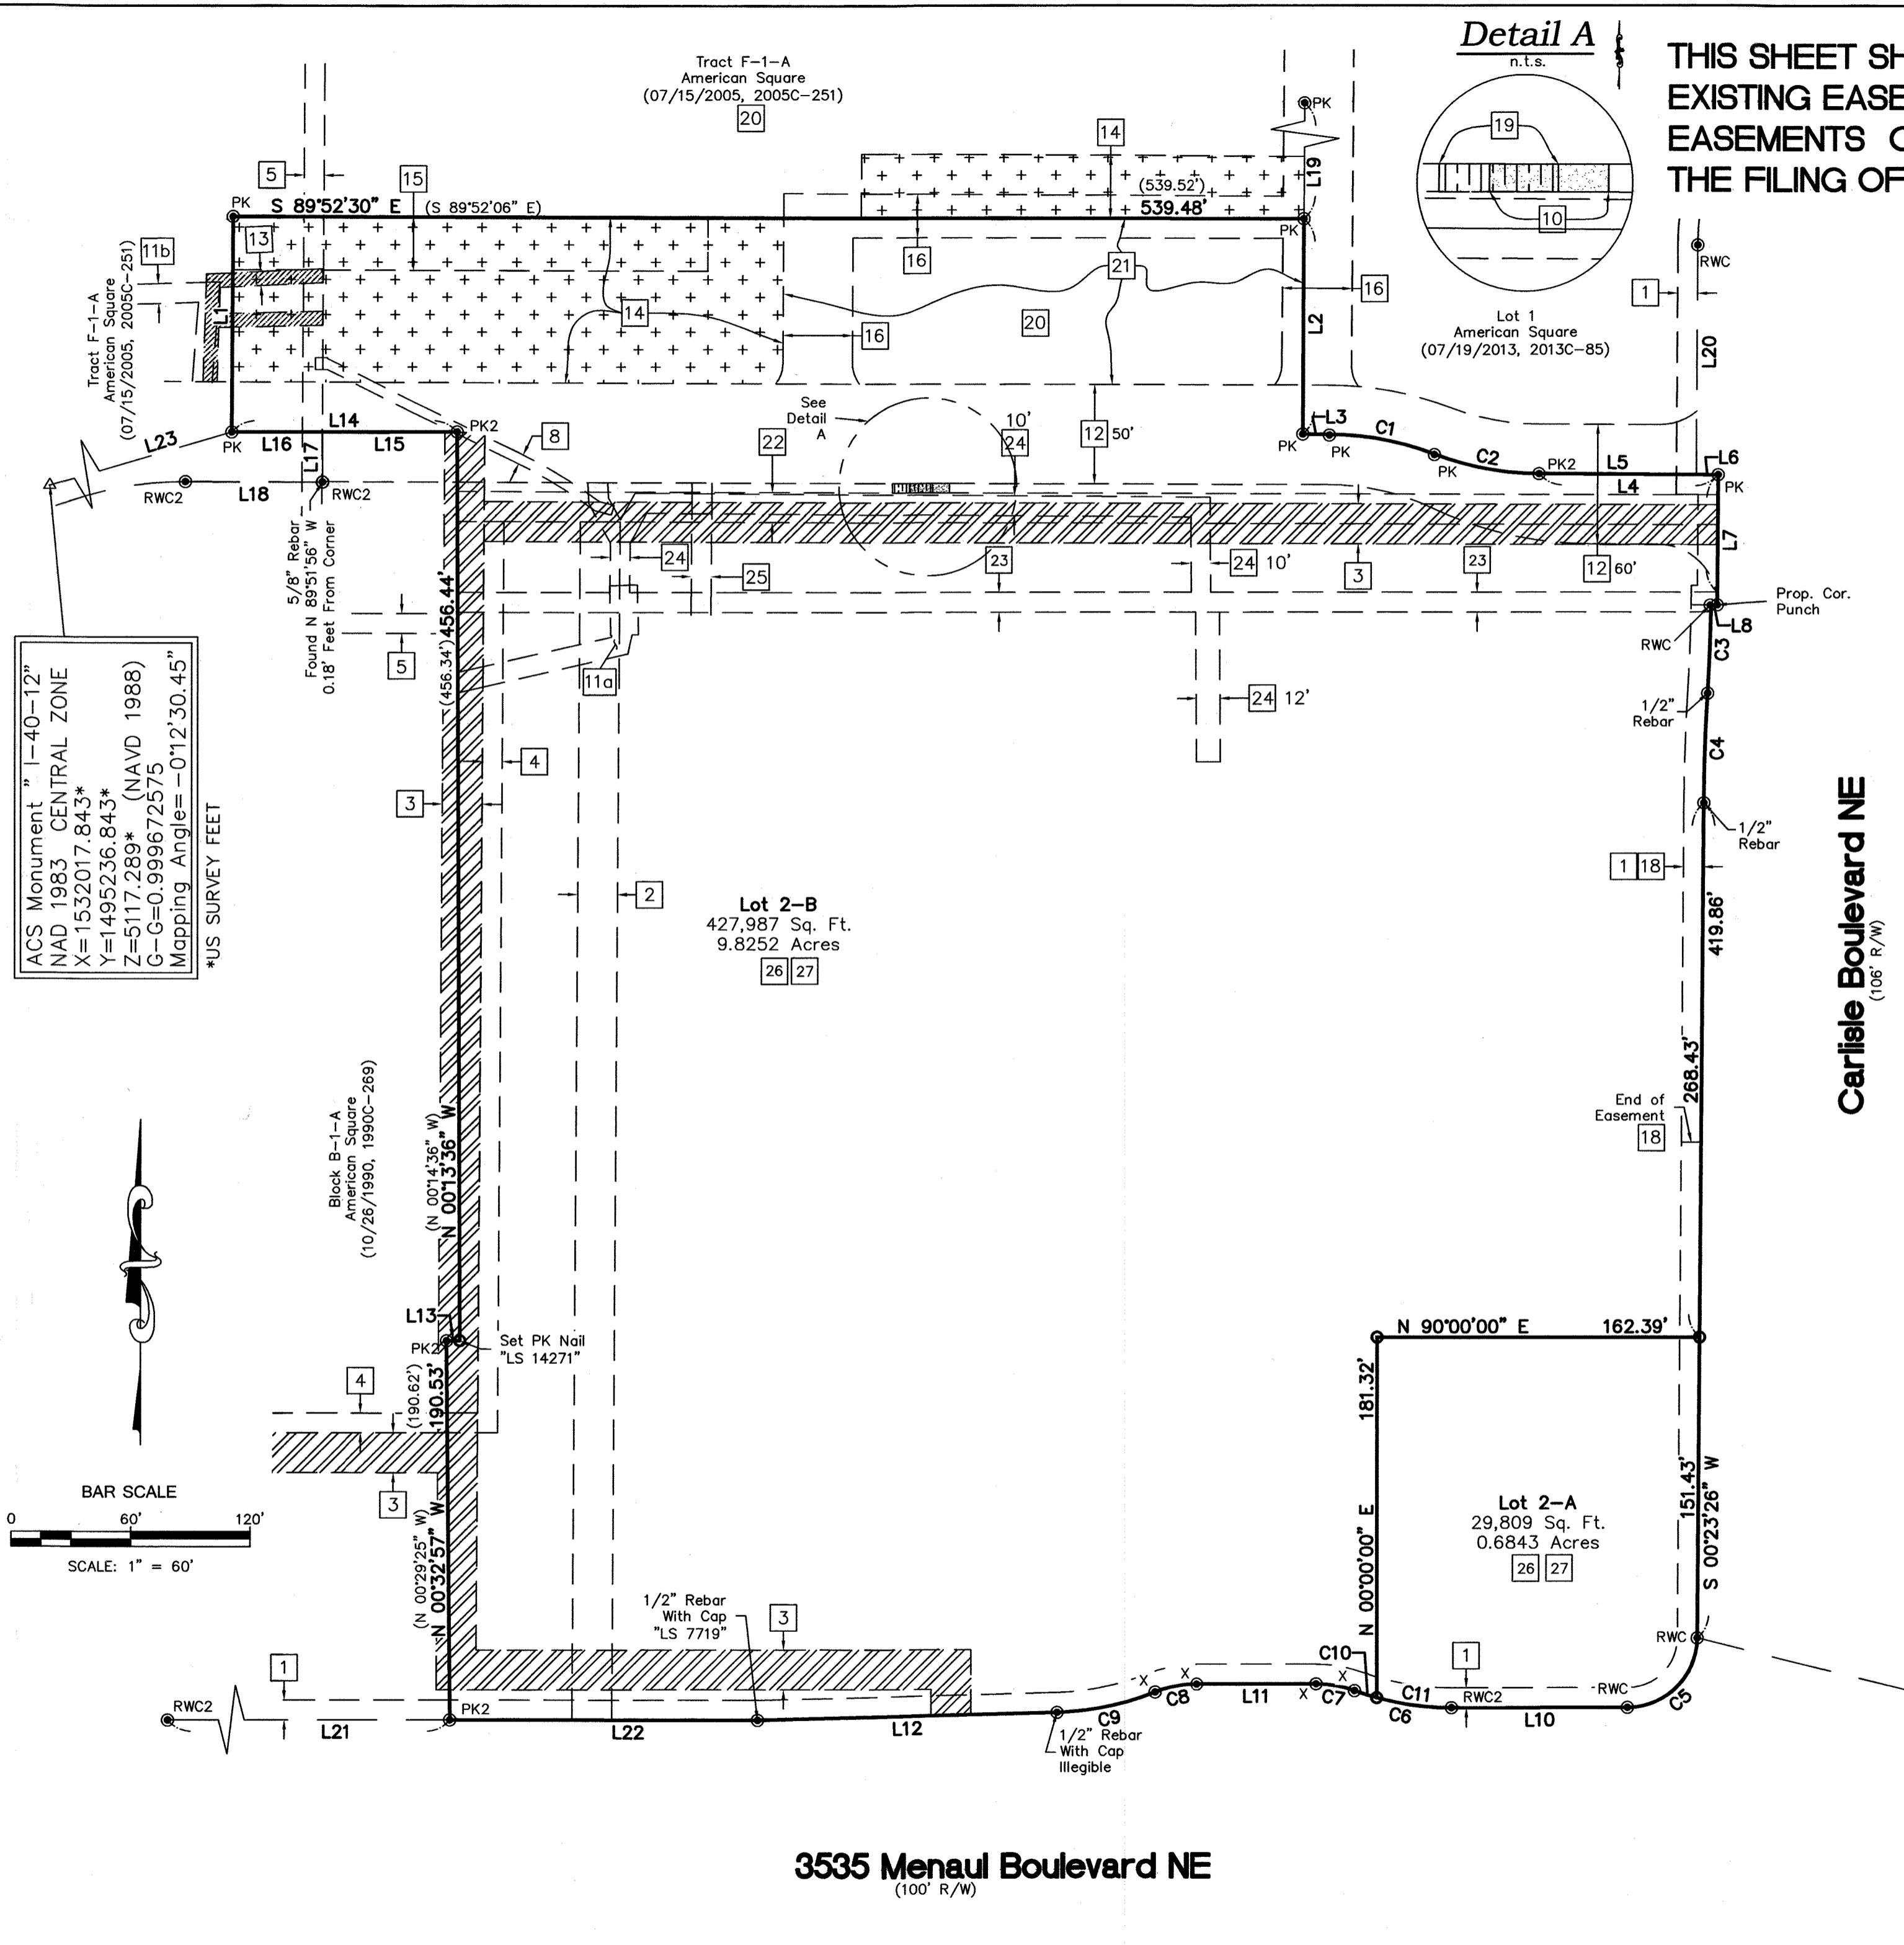 Detail A
n.t.s.
19
10
THIS SHEET SH
EXISTING EASE
EASEMENTS O
THE FILING OF
Tract F-1-A
American Square
(07/15/2005, 2005C-251)
20
14
PK
L19
5
15
(539.52')
PK
S 89°52'30" E (S 89°52'06" E)
539.48'
PK
13
11b
Tract F-1-A
American Square
(07/15/2005, 2005C-251)
L1
16
21
14
20
16
16
L2
RWC
1
Lot 1
American Square
(07/19/2013, 2013C-85)
L20
See
Detail
A
10'
24
12 50'
L3
PK
C1
PK
C2
PK2
L5
L6
L4
PK
L14
PK2
L23
PK
L16
L15
L17
8
22
RWC2
L18
RWC2
5/8" Rebar
Found N 89°51'56" W
0.18' Feet From Corner
24
25
23
24 10'
3
23
12 60'
L7
Prop. Cor.
Punch
RWC
L8
C3
5
11a
24 12'
1/2"
Rebar
C4
1/2"
Rebar
ACS Monument " I-40-12"
NAD 1983 CENTRAL ZONE
X=1532017.843*
Y=1495236.843*
Z=5117.289* (NAVD 1988)
G-G=0.999672575
Mapping Angle= -0°12'30.45"
*US SURVEY FEET
(456.34')
456.44'
4
3
2
Lot 2-B
427,987 Sq. Ft.
9.8252 Acres
26 27
1 18
419.86'
Carlisle Boulevard NE
(106' R/W)
268.43'
End of
Easement
18
Block B-1-A
American Square
(10/26/1990, 1990C-269)
(N 00°14'36" W)
N 00°13'36" W
L13
PK2
Set PK Nail
"LS 14271"
N 90°00'00" E
162.39'
4
(190.62')
190.53'
3
181.32'
N 00°00'00" E
Lot 2-A
29,809 Sq. Ft.
0.6843 Acres
26 27
151.43'
S 00°23'26" W
BAR SCALE
0 60' 120'
SCALE: 1" = 60'
(N 00°29'25" W)
N 00°32'57" W
1/2" Rebar
With Cap
"LS 7719"
3
1
RWC2
L21
PK2
L22
L12
C9
1/2" Rebar
With Cap
Illegible
X
C8
X
L11
X
C7
X
C10
C11
C6
1
RWC2
L10
RWC
C5
RWC
3535 Menaul Boulevard NE
(100' R/W)